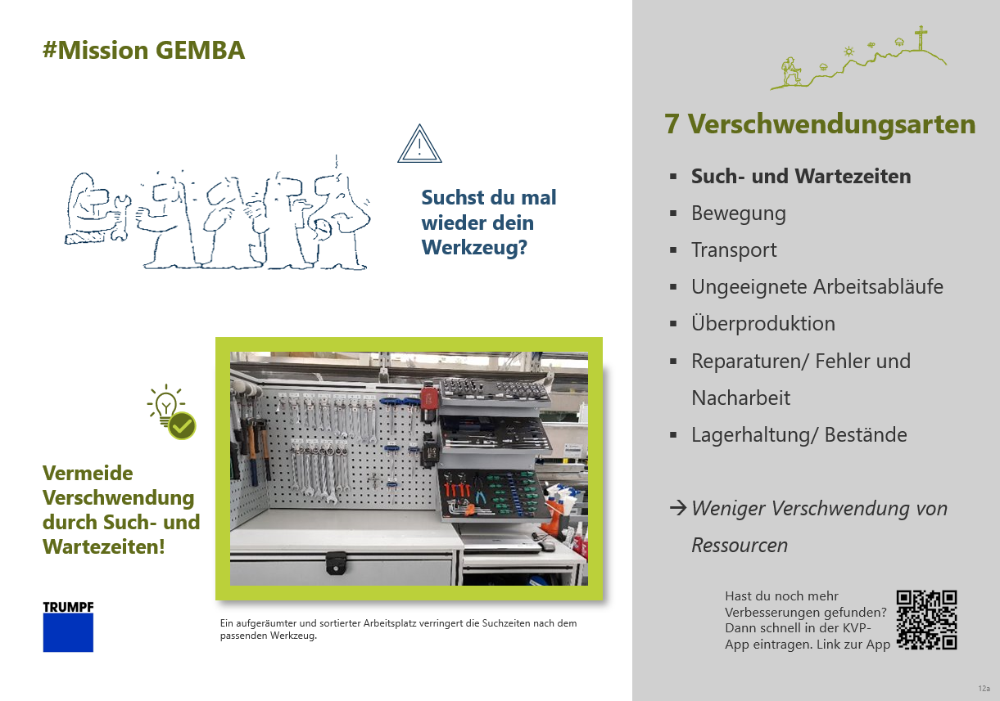 #Mission GEMBA
Suchst du mal
wieder dein
Werkzeug?
Vermeide
Verschwendung
durch Such- und
Wartezeiten!
TRUMPF
Ein aufgeräumter und sortierter Arbeitsplatz verringert die Suchzeiten nach dem
passenden Werkzeug.
7 Verschwendungsarten
▪ Such- und Wartezeiten
▪ Bewegung
▪ Transport
▪ Ungeeignete Arbeitsabläufe
▪ Überproduktion
▪ Reparaturen/ Fehler und
Nacharbeit
▪ Lagerhaltung/ Bestände
→ Weniger Verschwendung von
Ressourcen
Hast du noch mehr
Verbesserungen gefunden?
Dann schnell in der KVP-
App eintragen. Link zur App
12a